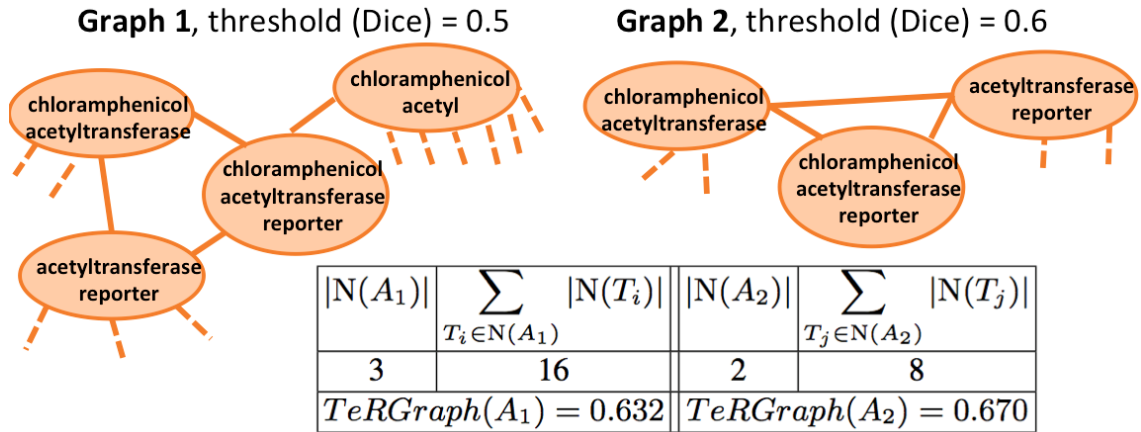 Graph 1, threshold (Dice) = 0.5
Graph 2, threshold (Dice) = 0.6
chloramphenicol
acetyltransferase
chloramphenicol
acetyl
chloramphenicol
acetyltransferase
reporter
acetyltransferase
reporter
chloramphenicol
acetyltransferase
acetyltransferase
reporter
chloramphenicol
acetyltransferase
reporter
|N(A₁)| ∑ |N(Tᵢ)| |N(A₂)| ∑ |N(Tⱼ)|
Tᵢ∈N(A₁) Tⱼ∈N(A₂)
3 16 2 8
TeRGraph(A₁) = 0.632 TeRGraph(A₂) = 0.670